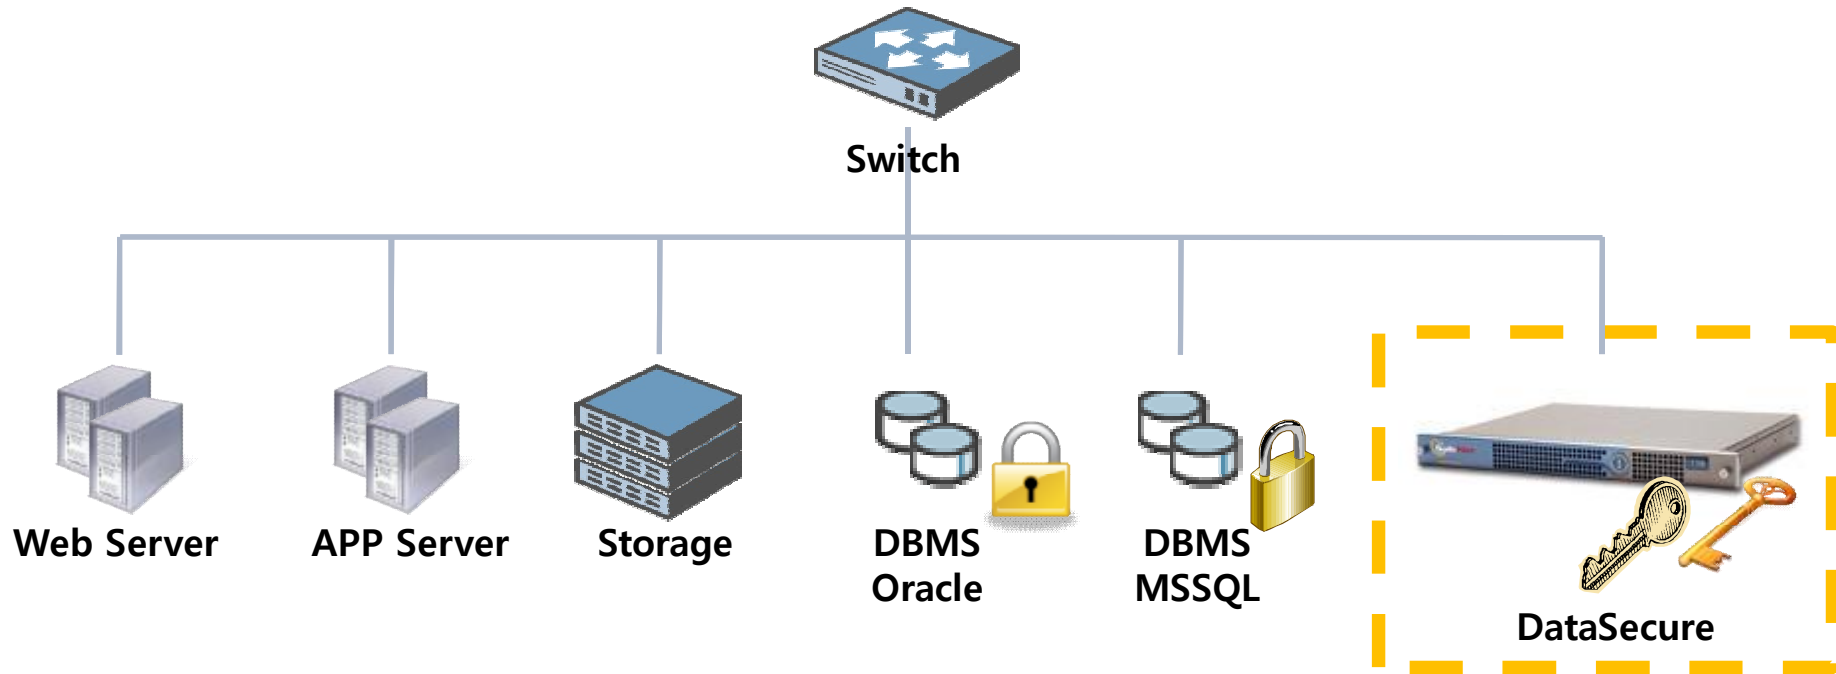 Switch
Web Server
APP Server
Storage
DBMS
Oracle
DBMS
MSSQL
DataSecure